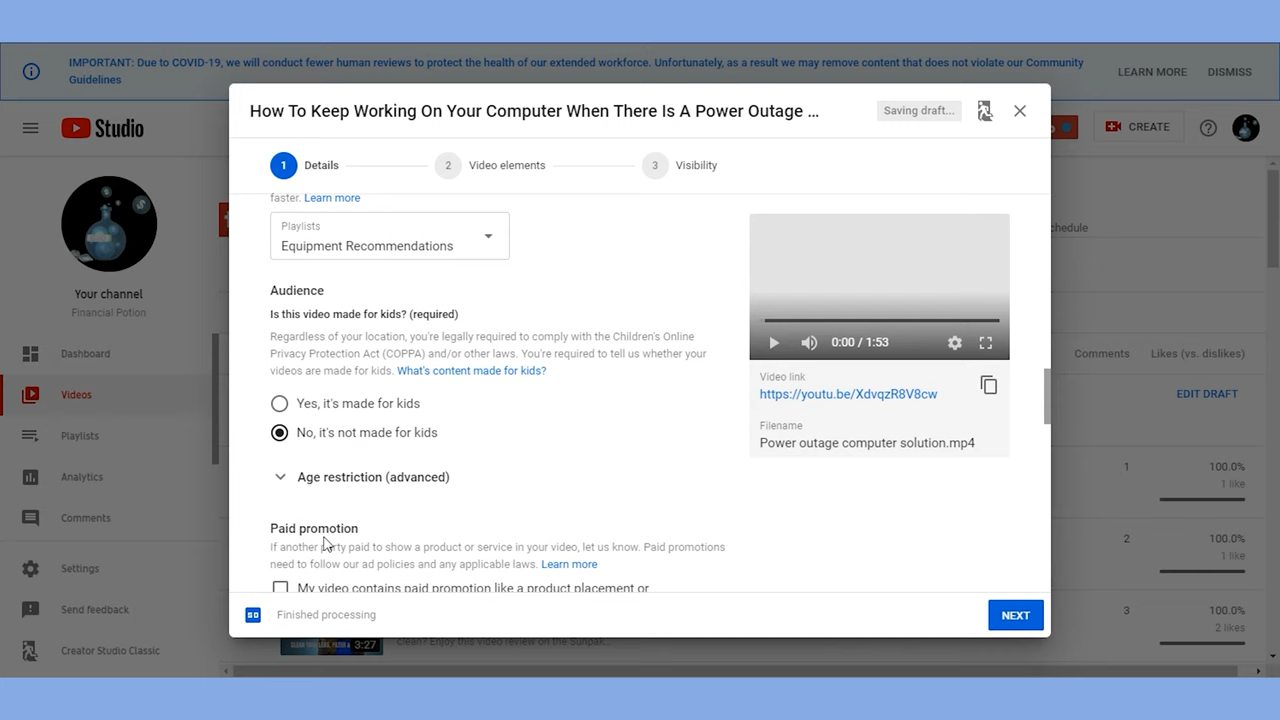 IMPORTANT: Due to COVID-19, we will conduct fewer human reviews to protect the health of our extended workforce. Unfortunately, as a result we may remove content that does not violate our Community
Guidelines
LEARN MORE
DISMISS
Studio
CREATE
How To Keep Working On Your Computer When There Is A Power Outage ...
Saving draft...
1 Details
2 Video elements
3 Visibility
faster. Learn more
Playlists
Equipment Recommendations
Audience
Is this video made for kids? (required)
Regardless of your location, you're legally required to comply with the Children's Online
Privacy Protection Act (COPPA) and/or other laws. You're required to tell us whether your
videos are made for kids. What's content made for kids?
Yes, it's made for kids
No, it's not made for kids
Age restriction (advanced)
Paid promotion
If another party paid to show a product or service in your video, let us know. Paid promotions
need to follow our ad policies and any applicable laws. Learn more
My video contains paid promotion like a product placement or
0:00 / 1:53
Video link
https://youtu.be/XdvqzR8V8cw
Filename
Power outage computer solution.mp4
SD
Finished processing
NEXT
Your channel
Financial Potion
Dashboard
Videos
Playlists
Analytics
Comments
Settings
Send feedback
Creator Studio Classic
chedule
Comments
Likes (vs. dislikes)
EDIT DRAFT
1
100.0%
1 like
2
100.0%
1 like
3
100.0%
2 likes
3:27